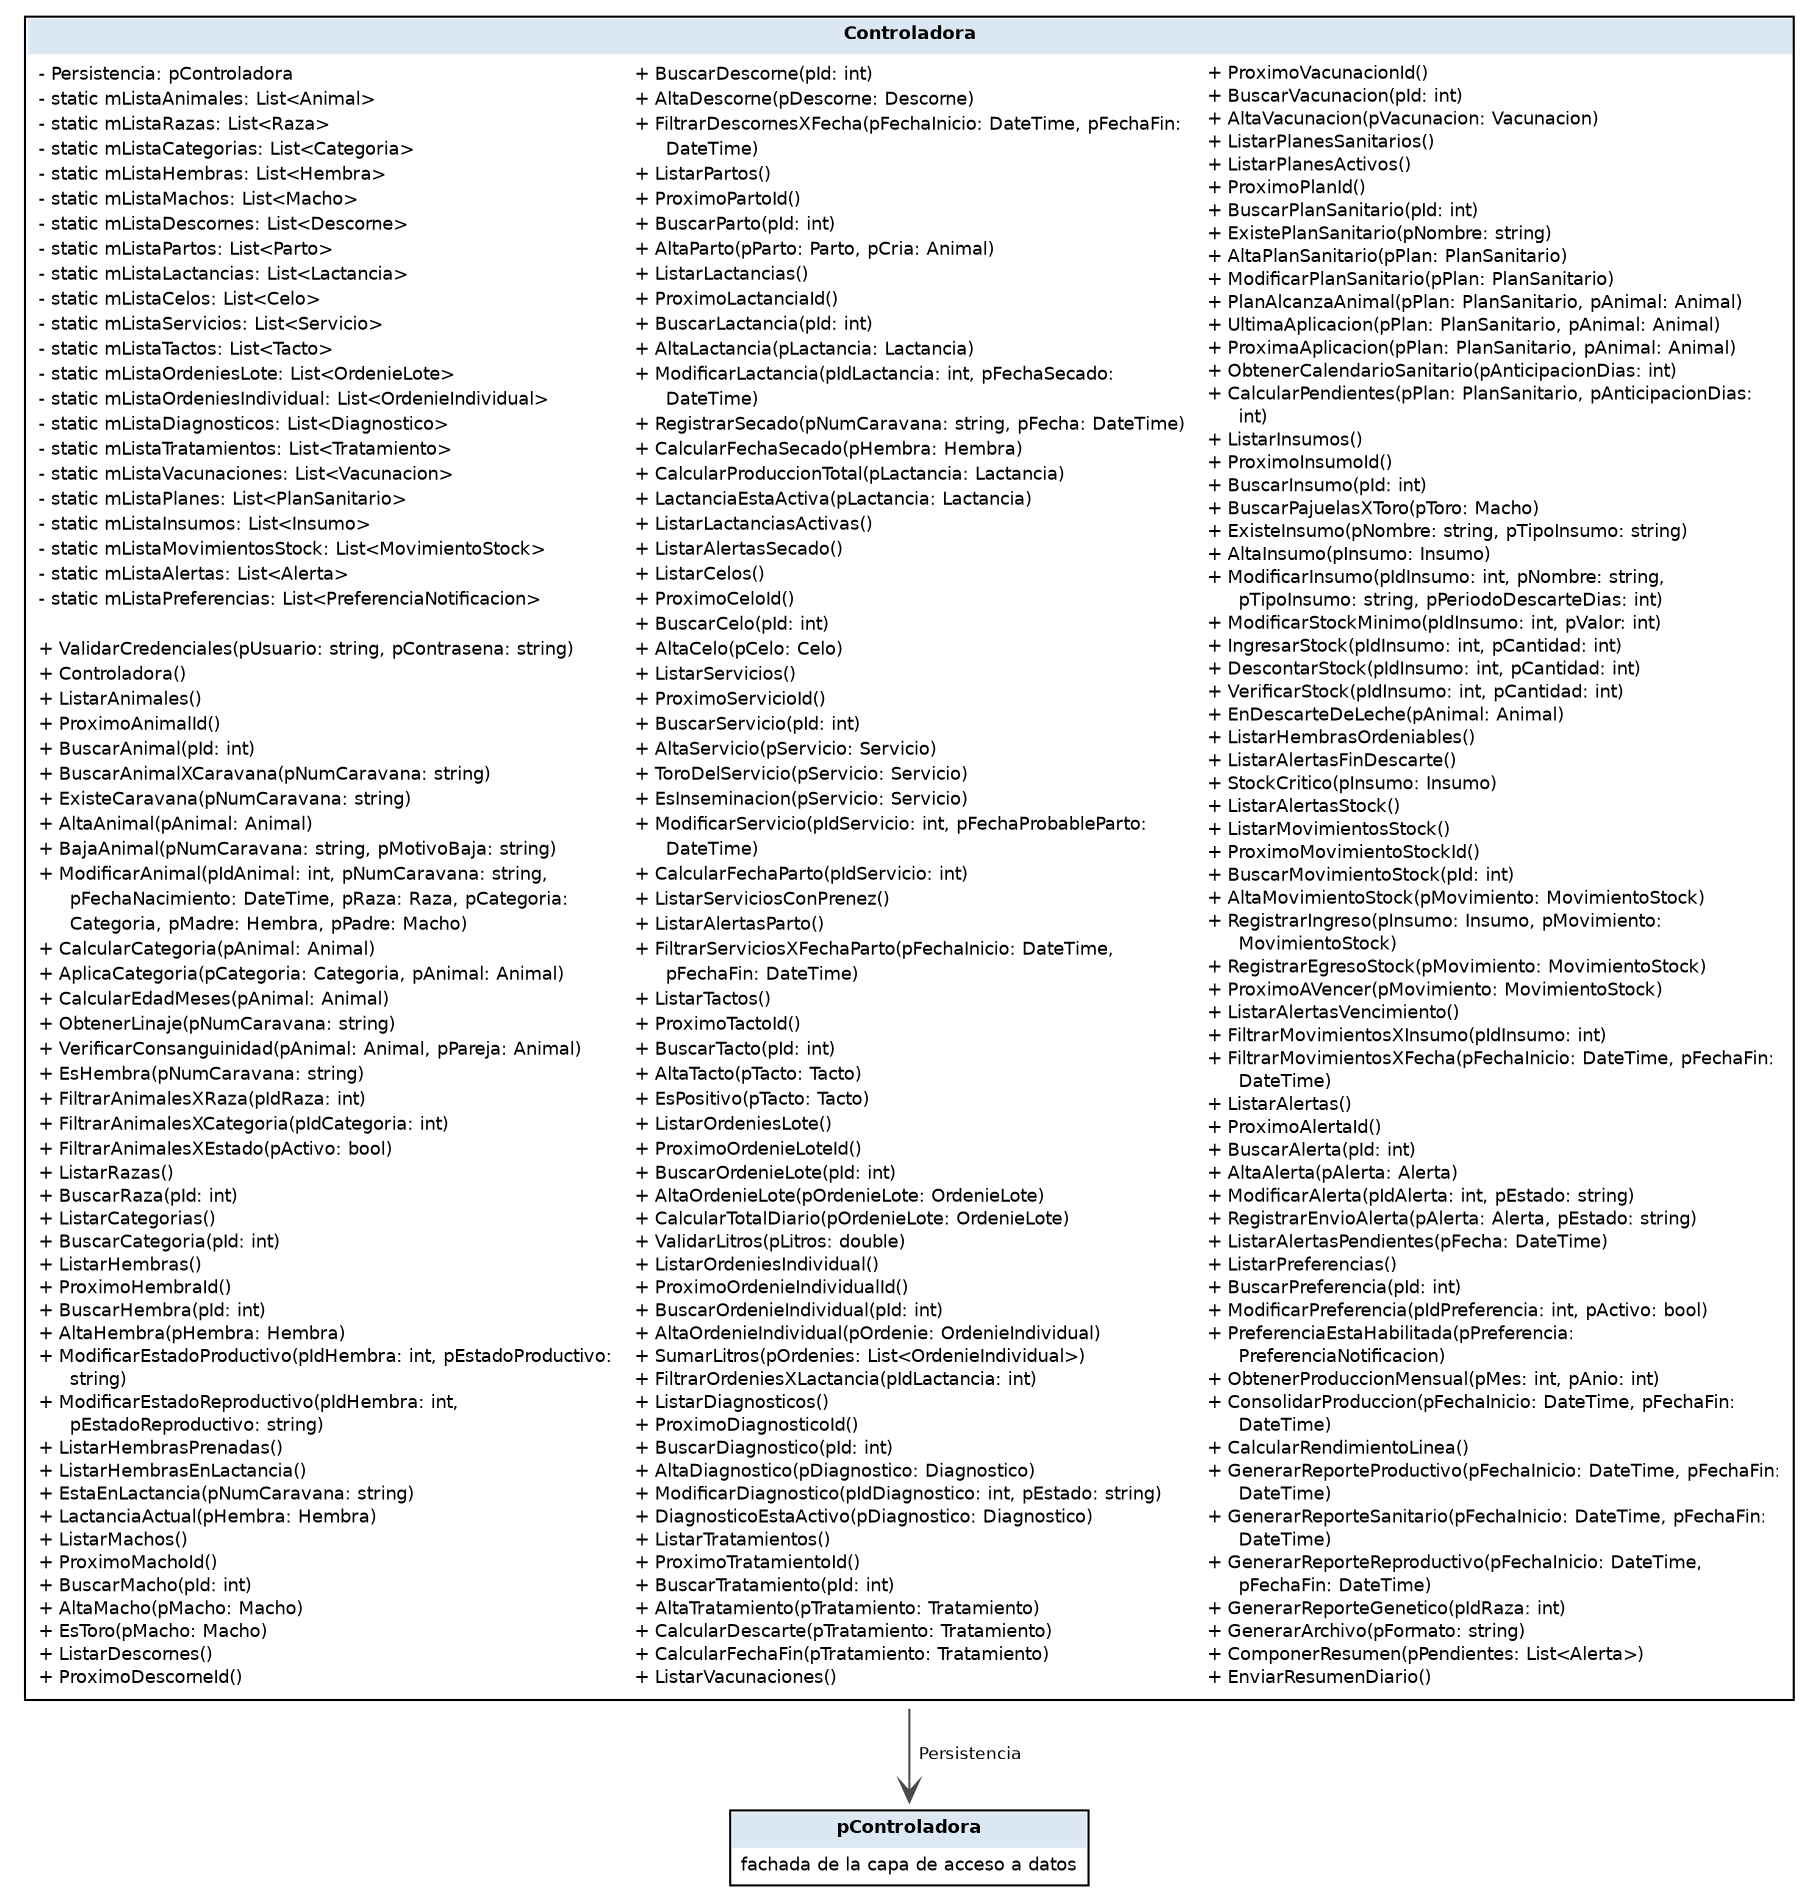 Controladora
- Persistencia: pControladora
- static mListaAnimales: List<Animal>
- static mListaRazas: List<Raza>
- static mListaCategorias: List<Categoria>
- static mListaHembras: List<Hembra>
- static mListaMachos: List<Macho>
- static mListaDescornes: List<Descorne>
- static mListaPartos: List<Parto>
- static mListaLactancias: List<Lactancia>
- static mListaCelos: List<Celo>
- static mListaServicios: List<Servicio>
- static mListaTactos: List<Tacto>
- static mListaOrdeniesLote: List<OrdenieLote>
- static mListaOrdeniesIndividual: List<OrdenieIndividual>
- static mListaDiagnosticos: List<Diagnostico>
- static mListaTratamientos: List<Tratamiento>
- static mListaVacunaciones: List<Vacunacion>
- static mListaPlanes: List<PlanSanitario>
- static mListaInsumos: List<Insumo>
- static mListaMovimientosStock: List<MovimientoStock>
- static mListaAlertas: List<Alerta>
- static mListaPreferencias: List<PreferenciaNotificacion>
+ ValidarCredenciales(pUsuario: string, pContrasena: string)
+ Controladora()
+ ListarAnimales()
+ ProximoAnimalId()
+ BuscarAnimal(pId: int)
+ BuscarAnimalXCaravana(pNumCaravana: string)
+ ExisteCaravana(pNumCaravana: string)
+ AltaAnimal(pAnimal: Animal)
+ BajaAnimal(pNumCaravana: string, pMotivoBaja: string)
+ ModificarAnimal(pIdAnimal: int, pNumCaravana: string,
pFechaNacimiento: DateTime, pRaza: Raza, pCategoria:
Categoria, pMadre: Hembra, pPadre: Macho)
+ CalcularCategoria(pAnimal: Animal)
+ AplicaCategoria(pCategoria: Categoria, pAnimal: Animal)
+ CalcularEdadMeses(pAnimal: Animal)
+ ObtenerLinaje(pNumCaravana: string)
+ VerificarConsanguinidad(pAnimal: Animal, pPareja: Animal)
+ EsHembra(pNumCaravana: string)
+ FiltrarAnimalesXRaza(pIdRaza: int)
+ FiltrarAnimalesXCategoria(pIdCategoria: int)
+ FiltrarAnimalesXEstado(pActivo: bool)
+ ListarRazas()
+ BuscarRaza(pId: int)
+ ListarCategorias()
+ BuscarCategoria(pId: int)
+ ListarHembras()
+ ProximoHembraId()
+ BuscarHembra(pId: int)
+ AltaHembra(pHembra: Hembra)
+ ModificarEstadoProductivo(pIdHembra: int, pEstadoProductivo:
string)
+ ModificarEstadoReproductivo(pIdHembra: int,
pEstadoReproductivo: string)
+ ListarHembrasPrenadas()
+ ListarHembrasEnLactancia()
+ EstaEnLactancia(pNumCaravana: string)
+ LactanciaActual(pHembra: Hembra)
+ ListarMachos()
+ ProximoMachoId()
+ BuscarMacho(pId: int)
+ AltaMacho(pMacho: Macho)
+ EsToro(pMacho: Macho)
+ ListarDescornes()
+ ProximoDescorneId()
+ BuscarDescorne(pId: int)
+ AltaDescorne(pDescorne: Descorne)
+ FiltrarDescornesXFecha(pFechaInicio: DateTime, pFechaFin:
DateTime)
+ ListarPartos()
+ ProximoPartoId()
+ BuscarParto(pId: int)
+ AltaParto(pParto: Parto, pCria: Animal)
+ ListarLactancias()
+ ProximoLactanciaId()
+ BuscarLactancia(pId: int)
+ AltaLactancia(pLactancia: Lactancia)
+ ModificarLactancia(pIdLactancia: int, pFechaSecado:
DateTime)
+ RegistrarSecado(pNumCaravana: string, pFecha: DateTime)
+ CalcularFechaSecado(pHembra: Hembra)
+ CalcularProduccionTotal(pLactancia: Lactancia)
+ LactanciaEstaActiva(pLactancia: Lactancia)
+ ListarLactanciasActivas()
+ ListarAlertasSecado()
+ ListarCelos()
+ ProximoCeloId()
+ BuscarCelo(pId: int)
+ AltaCelo(pCelo: Celo)
+ ListarServicios()
+ ProximoServicioId()
+ BuscarServicio(pId: int)
+ AltaServicio(pServicio: Servicio)
+ ToroDelServicio(pServicio: Servicio)
+ EsInseminacion(pServicio: Servicio)
+ ModificarServicio(pIdServicio: int, pFechaProbableParto:
DateTime)
+ CalcularFechaParto(pIdServicio: int)
+ ListarServiciosConPrenez()
+ ListarAlertasParto()
+ FiltrarServiciosXFechaParto(pFechaInicio: DateTime,
pFechaFin: DateTime)
+ ListarTactos()
+ ProximoTactoId()
+ BuscarTacto(pId: int)
+ AltaTacto(pTacto: Tacto)
+ EsPositivo(pTacto: Tacto)
+ ListarOrdeniesLote()
+ ProximoOrdenieLoteId()
+ BuscarOrdenieLote(pId: int)
+ AltaOrdenieLote(pOrdenieLote: OrdenieLote)
+ CalcularTotalDiario(pOrdenieLote: OrdenieLote)
+ ValidarLitros(pLitros: double)
+ ListarOrdeniesIndividual()
+ ProximoOrdenieIndividualId()
+ BuscarOrdenieIndividual(pId: int)
+ AltaOrdenieIndividual(pOrdenie: OrdenieIndividual)
+ SumarLitros(pOrdenies: List<OrdenieIndividual>)
+ FiltrarOrdeniesXLactancia(pIdLactancia: int)
+ ListarDiagnosticos()
+ ProximoDiagnosticoId()
+ BuscarDiagnostico(pId: int)
+ AltaDiagnostico(pDiagnostico: Diagnostico)
+ ModificarDiagnostico(pIdDiagnostico: int, pEstado: string)
+ DiagnosticoEstaActivo(pDiagnostico: Diagnostico)
+ ListarTratamientos()
+ ProximoTratamientoId()
+ BuscarTratamiento(pId: int)
+ AltaTratamiento(pTratamiento: Tratamiento)
+ CalcularDescarte(pTratamiento: Tratamiento)
+ CalcularFechaFin(pTratamiento: Tratamiento)
+ ListarVacunaciones()
+ ProximoVacunacionId()
+ BuscarVacunacion(pId: int)
+ AltaVacunacion(pVacunacion: Vacunacion)
+ ListarPlanesSanitarios()
+ ListarPlanesActivos()
+ ProximoPlanId()
+ BuscarPlanSanitario(pId: int)
+ ExistePlanSanitario(pNombre: string)
+ AltaPlanSanitario(pPlan: PlanSanitario)
+ ModificarPlanSanitario(pPlan: PlanSanitario)
+ PlanAlcanzaAnimal(pPlan: PlanSanitario, pAnimal: Animal)
+ UltimaAplicacion(pPlan: PlanSanitario, pAnimal: Animal)
+ ProximaAplicacion(pPlan: PlanSanitario, pAnimal: Animal)
+ ObtenerCalendarioSanitario(pAnticipacionDias: int)
+ CalcularPendientes(pPlan: PlanSanitario, pAnticipacionDias:
int)
+ ListarInsumos()
+ ProximoInsumoId()
+ BuscarInsumo(pId: int)
+ BuscarPajuelasXToro(pToro: Macho)
+ ExisteInsumo(pNombre: string, pTipoInsumo: string)
+ AltaInsumo(pInsumo: Insumo)
+ ModificarInsumo(pIdInsumo: int, pNombre: string,
pTipoInsumo: string, pPeriodoDescarteDias: int)
+ ModificarStockMinimo(pIdInsumo: int, pValor: int)
+ IngresarStock(pIdInsumo: int, pCantidad: int)
+ DescontarStock(pIdInsumo: int, pCantidad: int)
+ VerificarStock(pIdInsumo: int, pCantidad: int)
+ EnDescarteDeLeche(pAnimal: Animal)
+ ListarHembrasOrdeniables()
+ ListarAlertasFinDescarte()
+ StockCritico(pInsumo: Insumo)
+ ListarAlertasStock()
+ ListarMovimientosStock()
+ ProximoMovimientoStockId()
+ BuscarMovimientoStock(pId: int)
+ AltaMovimientoStock(pMovimiento: MovimientoStock)
+ RegistrarIngreso(pInsumo: Insumo, pMovimiento:
MovimientoStock)
+ RegistrarEgresoStock(pMovimiento: MovimientoStock)
+ ProximoAVencer(pMovimiento: MovimientoStock)
+ ListarAlertasVencimiento()
+ FiltrarMovimientosXInsumo(pIdInsumo: int)
+ FiltrarMovimientosXFecha(pFechaInicio: DateTime, pFechaFin:
DateTime)
+ ListarAlertas()
+ ProximoAlertaId()
+ BuscarAlerta(pId: int)
+ AltaAlerta(pAlerta: Alerta)
+ ModificarAlerta(pIdAlerta: int, pEstado: string)
+ RegistrarEnvioAlerta(pAlerta: Alerta, pEstado: string)
+ ListarAlertasPendientes(pFecha: DateTime)
+ ListarPreferencias()
+ BuscarPreferencia(pId: int)
+ ModificarPreferencia(pIdPreferencia: int, pActivo: bool)
+ PreferenciaEstaHabilitada(pPreferencia:
PreferenciaNotificacion)
+ ObtenerProduccionMensual(pMes: int, pAnio: int)
+ ConsolidarProduccion(pFechaInicio: DateTime, pFechaFin:
DateTime)
+ CalcularRendimientoLinea()
+ GenerarReporteProductivo(pFechaInicio: DateTime, pFechaFin:
DateTime)
+ GenerarReporteSanitario(pFechaInicio: DateTime, pFechaFin:
DateTime)
+ GenerarReporteReproductivo(pFechaInicio: DateTime,
pFechaFin: DateTime)
+ GenerarReporteGenetico(pIdRaza: int)
+ GenerarArchivo(pFormato: string)
+ ComponerResumen(pPendientes: List<Alerta>)
+ EnviarResumenDiario()
Persistencia
pControladora
fachada de la capa de acceso a datos